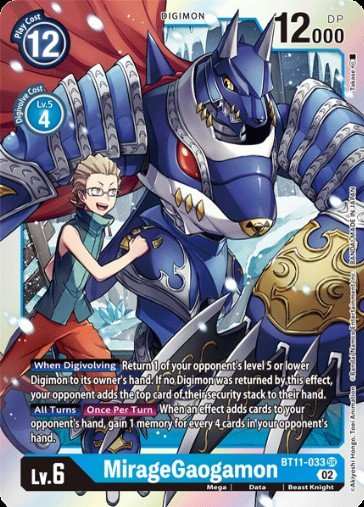 DIGIMON
Play Cost
12
12000
DP
Digivolve Cost
Lv.5
4
Takase
When Digivolving Return 1 of your opponent's level 5 or lower
Digimon to its owner's hand. If no Digimon was returned by this effect,
your opponent adds the top card of their security stack to their hand.
All Turns Once Per Turn When an effect adds cards to your
opponent's hand, gain 1 memory for every 4 cards in your opponent's
hand.
Lv.6
MirageGaogamon
BT11-033 SR
02
Mega
Data
Beast Knight